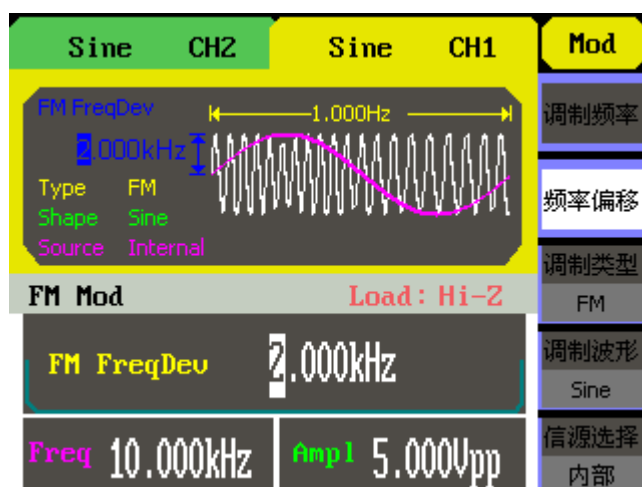 Sine CH2 Sine CH1 Mod
FM FreqDev
1.000Hz
2.000kHz
Type FM
Shape Sine
Source Internal
FM Mod Load: Hi-Z
FM FreqDev 2.000kHz
Freq 10.000kHz Ampl 5.000Vpp
调制频率
频率偏移
调制类型
FM
调制波形
Sine
信源选择
内部